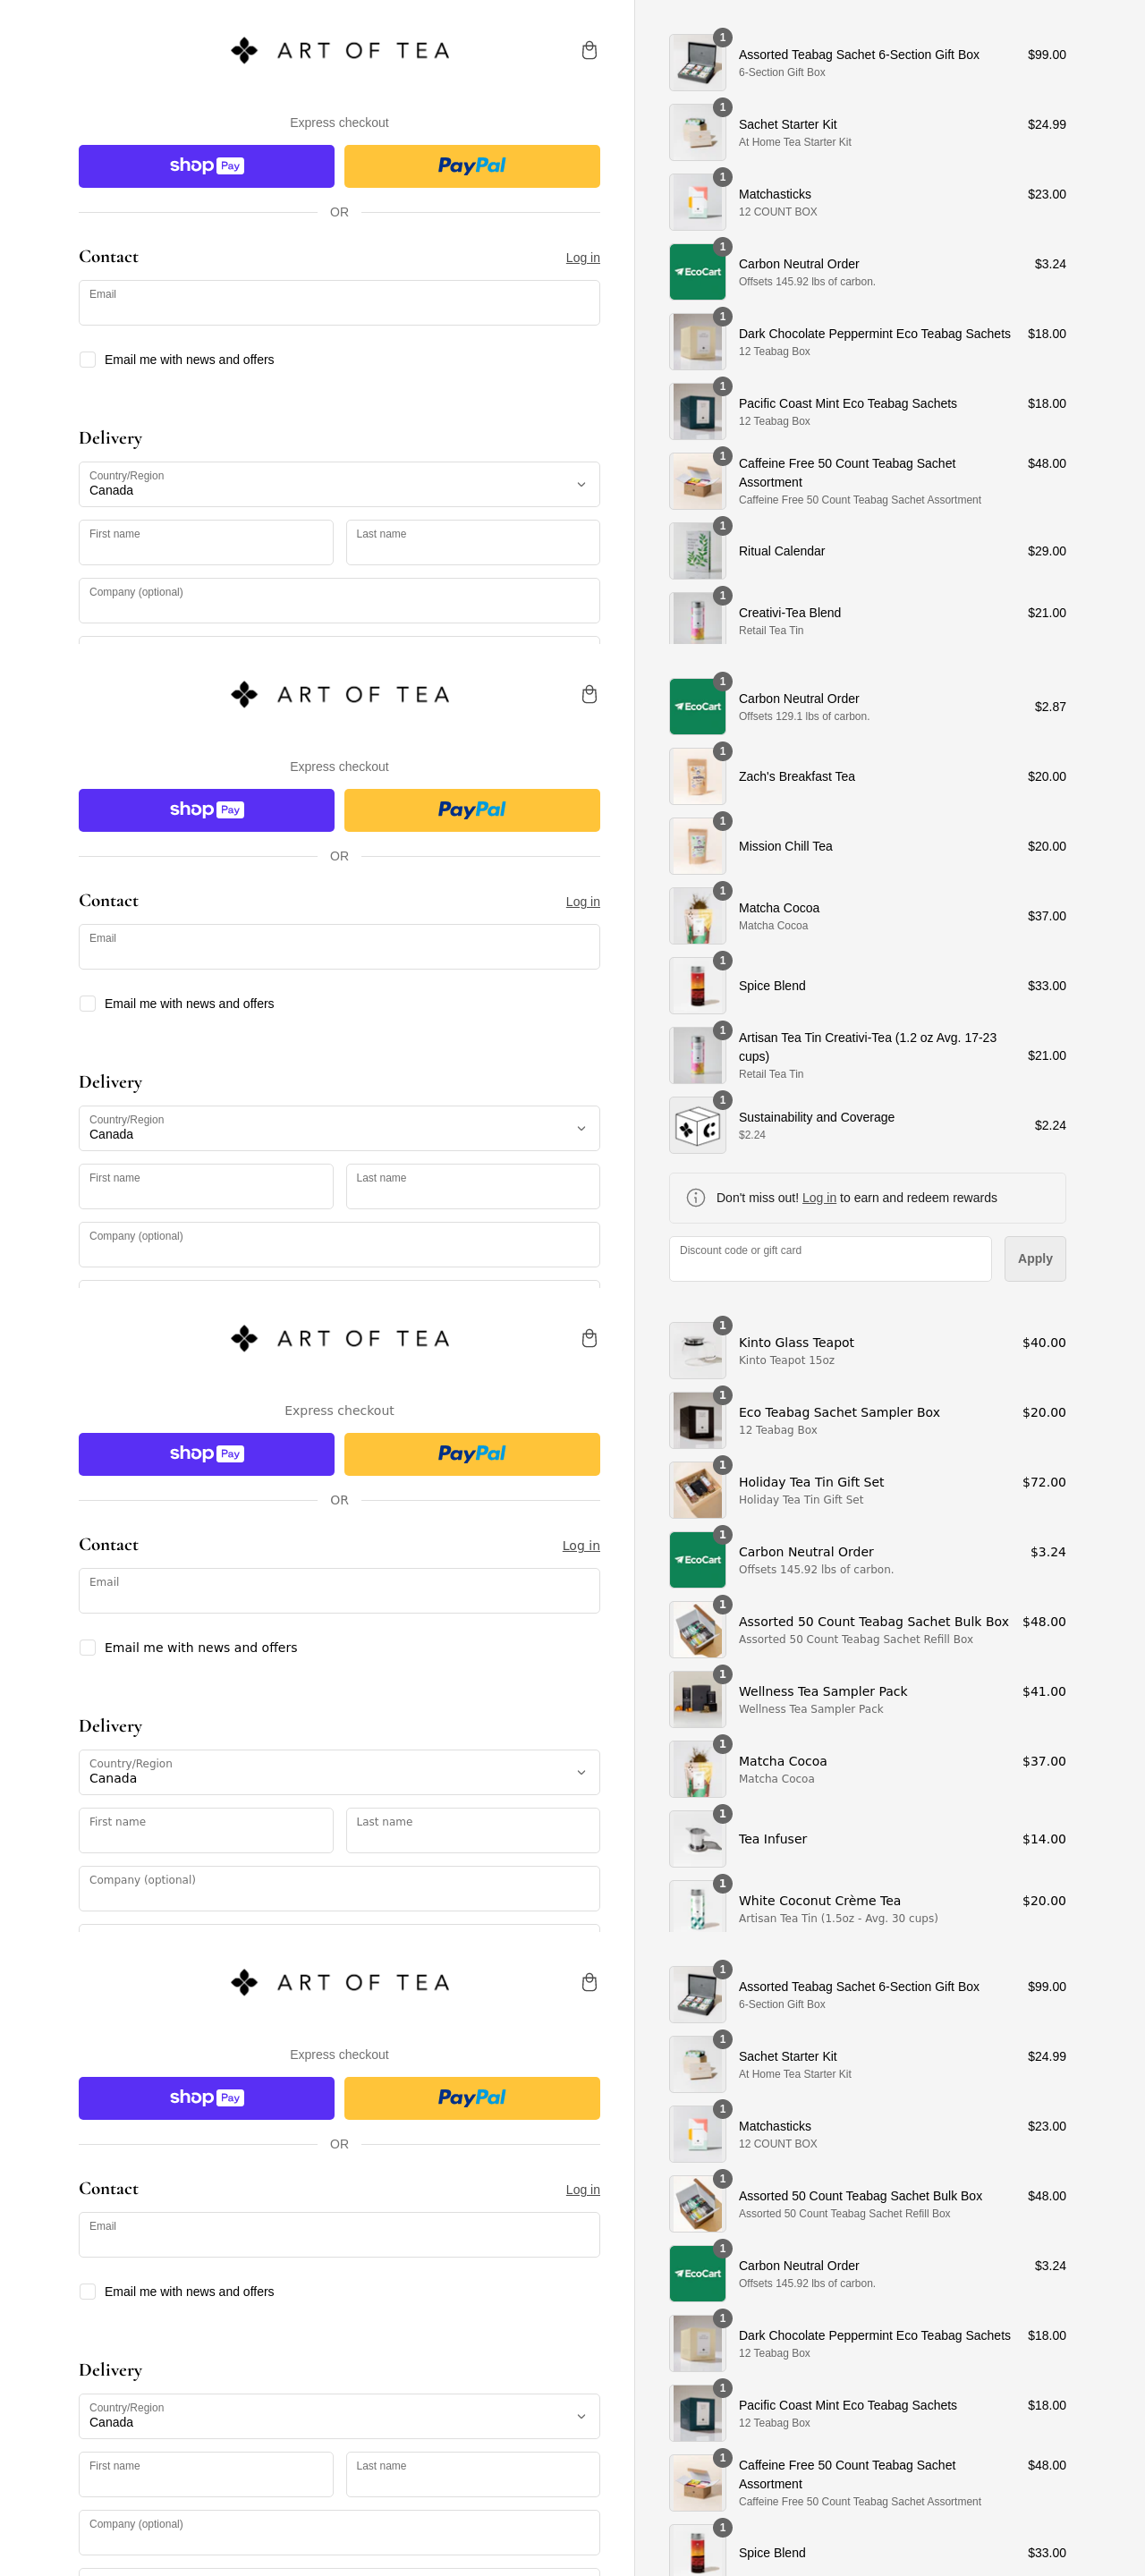 ART OF TEA
Express checkout
shop Pay
PayPal
OR
Contact
Log in
Email
Email me with news and offers
Delivery
Country/Region
Canada
First name
Last name
Company (optional)
1
Assorted Teabag Sachet 6-Section Gift Box
$99.00
6-Section Gift Box
1
Sachet Starter Kit
$24.99
At Home Tea Starter Kit
1
Matchasticks
$23.00
12 COUNT BOX
1
EcoCart
Carbon Neutral Order
$3.24
Offsets 145.92 lbs of carbon.
1
Dark Chocolate Peppermint Eco Teabag Sachets
$18.00
12 Teabag Box
1
Pacific Coast Mint Eco Teabag Sachets
$18.00
12 Teabag Box
1
Caffeine Free 50 Count Teabag Sachet
Assortment
$48.00
Caffeine Free 50 Count Teabag Sachet Assortment
1
Ritual Calendar
$29.00
1
Creativi-Tea Blend
$21.00
Retail Tea Tin
ART OF TEA
Express checkout
shop Pay
PayPal
OR
Contact
Log in
Email
Email me with news and offers
Delivery
Country/Region
Canada
First name
Last name
Company (optional)
1
EcoCart
Carbon Neutral Order
$2.87
Offsets 129.1 lbs of carbon.
1
Zach's Breakfast Tea
$20.00
1
Mission Chill Tea
$20.00
1
Matcha Cocoa
$37.00
Matcha Cocoa
1
Spice Blend
$33.00
1
Artisan Tea Tin Creativi-Tea (1.2 oz Avg. 17-23
cups)
$21.00
Retail Tea Tin
1
Sustainability and Coverage
$2.24
$2.24
Don't miss out! Log in to earn and redeem rewards
Discount code or gift card
Apply
ART OF TEA
Express checkout
shop Pay
PayPal
OR
Contact
Log in
Email
Email me with news and offers
Delivery
Country/Region
Canada
First name
Last name
Company (optional)
1
Kinto Glass Teapot
$40.00
Kinto Teapot 15oz
1
Eco Teabag Sachet Sampler Box
$20.00
12 Teabag Box
1
Holiday Tea Tin Gift Set
$72.00
Holiday Tea Tin Gift Set
1
EcoCart
Carbon Neutral Order
$3.24
Offsets 145.92 lbs of carbon.
1
Assorted 50 Count Teabag Sachet Bulk Box
$48.00
Assorted 50 Count Teabag Sachet Refill Box
1
Wellness Tea Sampler Pack
$41.00
Wellness Tea Sampler Pack
1
Matcha Cocoa
$37.00
Matcha Cocoa
1
Tea Infuser
$14.00
1
White Coconut Crème Tea
$20.00
Artisan Tea Tin (1.5oz - Avg. 30 cups)
ART OF TEA
Express checkout
shop Pay
PayPal
OR
Contact
Log in
Email
Email me with news and offers
Delivery
Country/Region
Canada
First name
Last name
Company (optional)
1
Assorted Teabag Sachet 6-Section Gift Box
$99.00
6-Section Gift Box
1
Sachet Starter Kit
$24.99
At Home Tea Starter Kit
1
Matchasticks
$23.00
12 COUNT BOX
1
Assorted 50 Count Teabag Sachet Bulk Box
$48.00
Assorted 50 Count Teabag Sachet Refill Box
1
EcoCart
Carbon Neutral Order
$3.24
Offsets 145.92 lbs of carbon.
1
Dark Chocolate Peppermint Eco Teabag Sachets
$18.00
12 Teabag Box
1
Pacific Coast Mint Eco Teabag Sachets
$18.00
12 Teabag Box
1
Caffeine Free 50 Count Teabag Sachet
Assortment
$48.00
Caffeine Free 50 Count Teabag Sachet Assortment
1
Spice Blend
$33.00